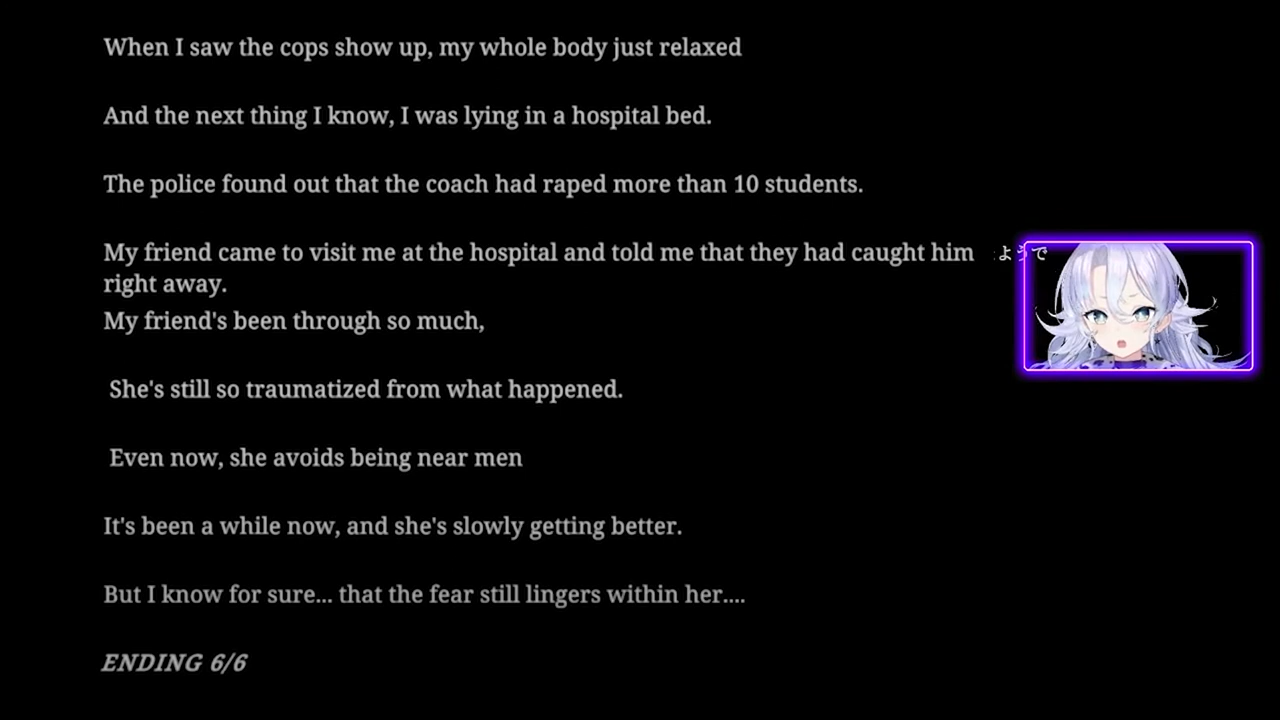 When I saw the cops show up, my whole body just relaxed
And the next thing I know, I was lying in a hospital bed.
The police found out that the coach had raped more than 10 students.
My friend came to visit me at the hospital and told me that they had caught him
ようで
right away.
My friend's been through so much,
She's still so traumatized from what happened.
Even now, she avoids being near men
It's been a while now, and she's slowly getting better.
But I know for sure... that the fear still lingers within her....
ENDING 6/6